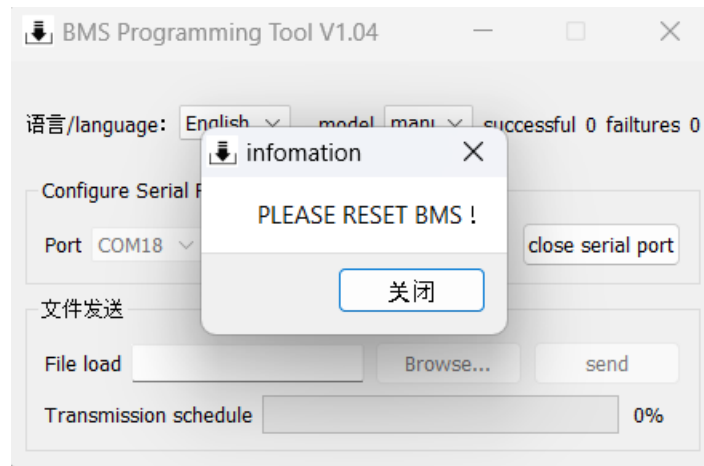 BMS Programming Tool V1.04
语言/language: English model manu successful 0 failtures 0
infomation
Configure Serial
PLEASE RESET BMS !
Port COM18 close serial port
关闭
文件发送
File load Browse... send
Transmission schedule 0%